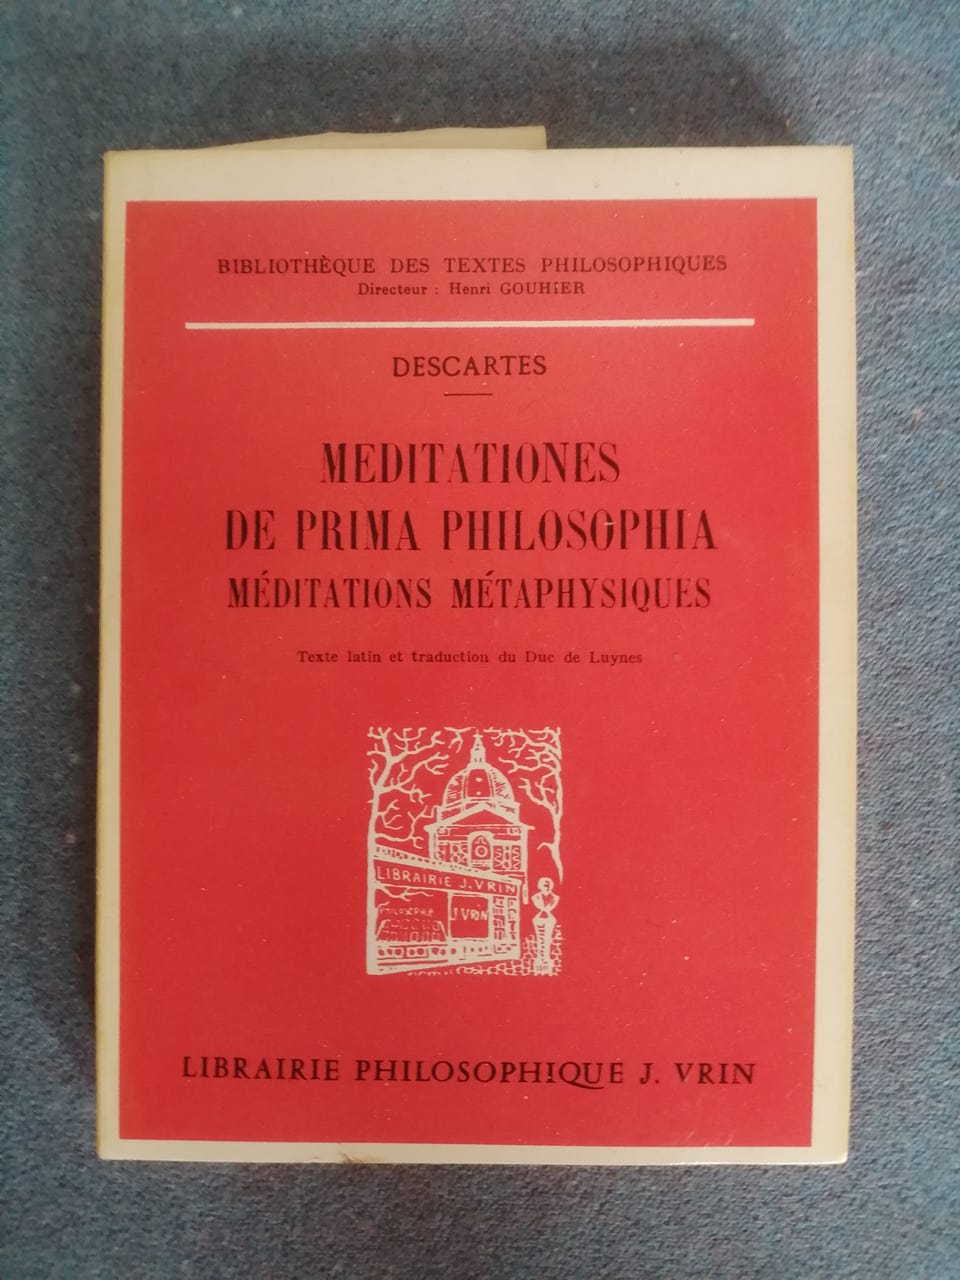 BIBLIOTHÈQUE DES TEXTES PHILOSOPHIQUES
Directeur : Henri GOUHIER
DESCARTES
MEDITATIONES
DE PRIMA PHILOSOPHIA
MÉDITATIONS MÉTAPHYSIQUES
Texte latin et traduction du Duc de Luynes
LIBRAIRIE J. VRIN
PHILOSOPHIE
J. VRIN
LIBRAIRIE PHILOSOPHIQUE J. VRIN